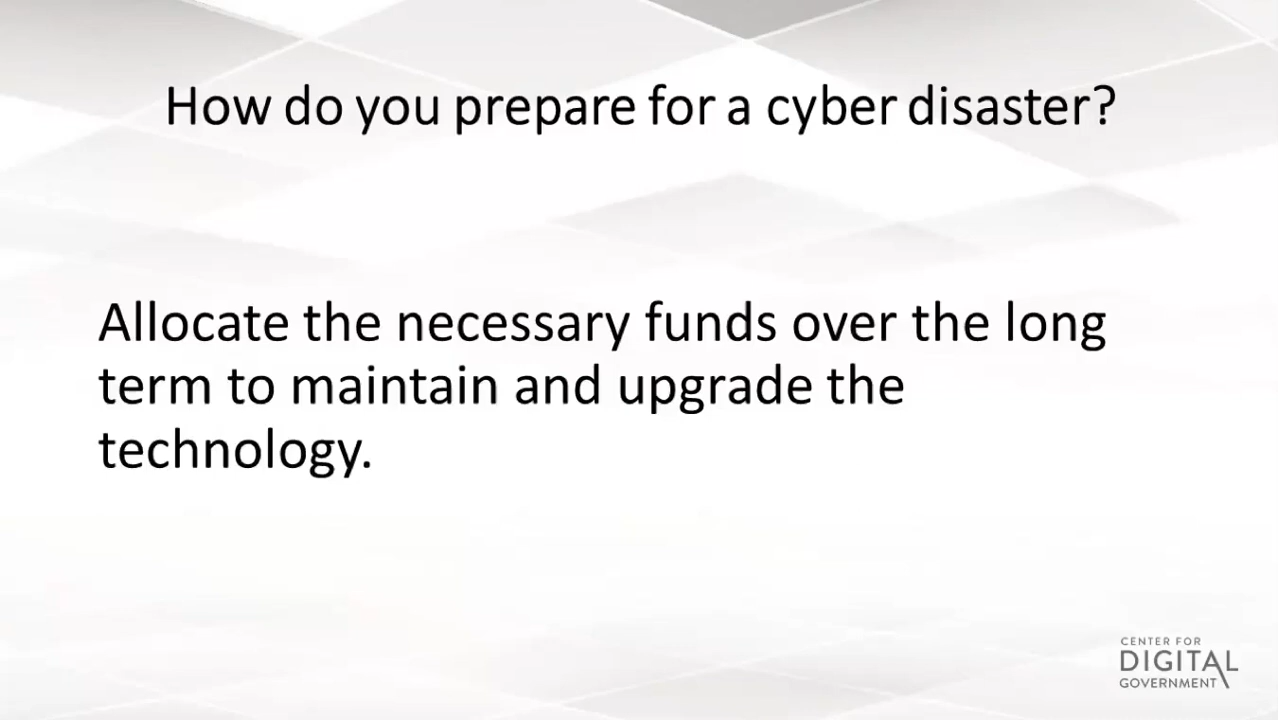 How do you prepare for a cyber disaster?
Allocate the necessary funds over the long
term to maintain and upgrade the
technology.
CENTER FOR
DIGITAL
GOVERNMENT